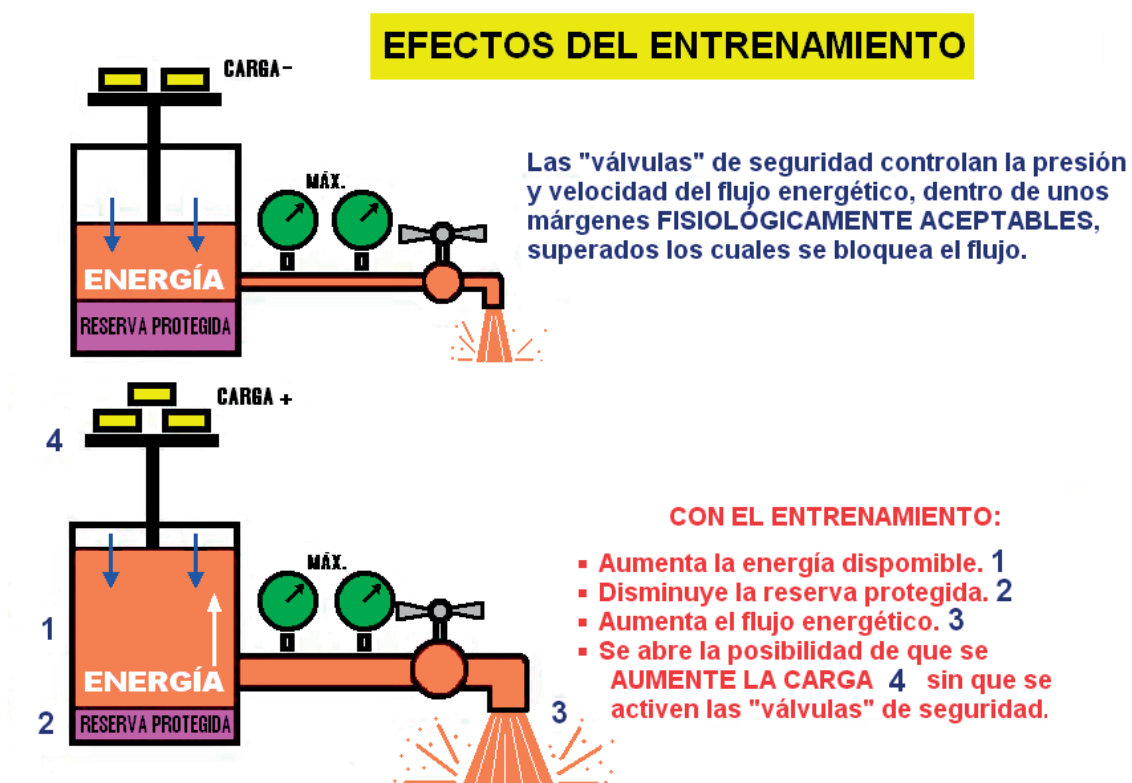 EFECTOS DEL ENTRENAMIENTO
CARGA-
Las "válvulas" de seguridad controlan la presión
y velocidad del flujo energético, dentro de unos
márgenes FISIOLÓGICAMENTE ACEPTABLES,
superados los cuales se bloquea el flujo.
MÁX.
ENERGÍA
RESERVA PROTEGIDA
CARGA +
4
CON EL ENTRENAMIENTO:
MÁX.
▪ Aumenta la energía dispomible. 1
▪ Disminuye la reserva protegida. 2
▪ Aumenta el flujo energético. 3
▪ Se abre la posibilidad de que se
AUMENTE LA CARGA 4 sin que se
activen las "válvulas" de seguridad.
1
ENERGÍA
2
RESERVA PROTEGIDA
3